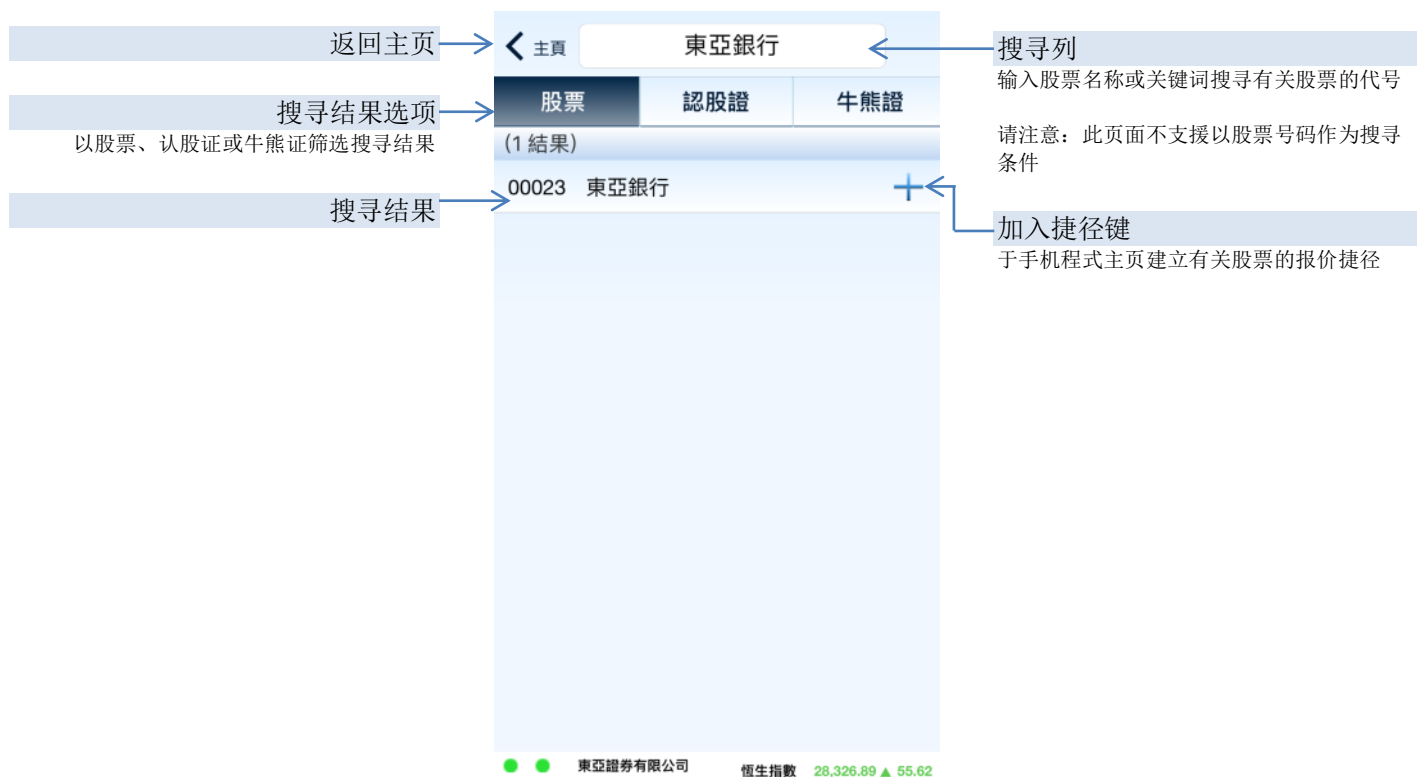 返回主页
搜寻结果选项
以股票、认股证或牛熊证筛选搜寻结果
搜寻结果
主頁 東亞銀行
股票 認股證 牛熊證
(1 結果)
00023 東亞銀行
東亞證券有限公司 恆生指數 28,326.89 ▲ 55.62
搜寻列
输入股票名称或关键词搜寻有关股票的代号
请注意：此页面不支援以股票号码作为搜寻
条件
加入捷径键
于手机程式主页建立有关股票的报价捷径